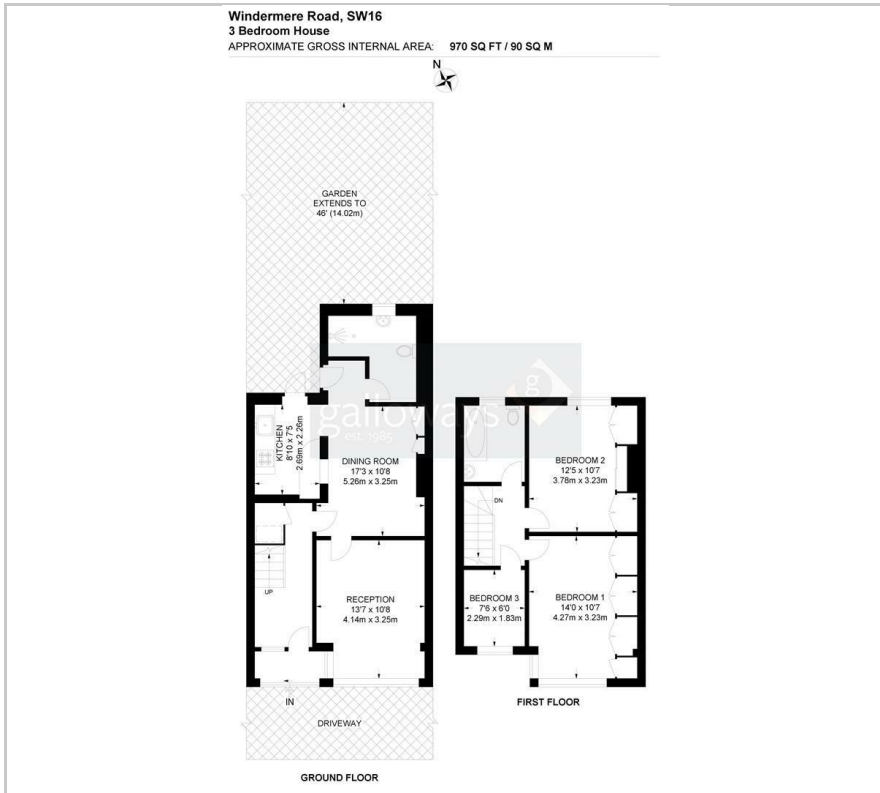 Windermere Road, SW16
3 Bedroom House
APPROXIMATE GROSS INTERNAL AREA: 970 SQ FT / 90 SQ M
N
GARDEN
EXTENDS TO
46' (14.02m)
galloways
est. 1985
gg
KITCHEN
8'10 x 7'5
2.69m x 2.26m
DINING ROOM
17'3 x 10'8
5.26m x 3.25m
UP
RECEPTION
13'7 x 10'8
4.14m x 3.25m
IN
DRIVEWAY
GROUND FLOOR
BEDROOM 2
12'5 x 10'7
3.78m x 3.23m
DN
BEDROOM 3
7'6 x 6'0
2.29m x 1.83m
BEDROOM 1
14'0 x 10'7
4.27m x 3.23m
FIRST FLOOR